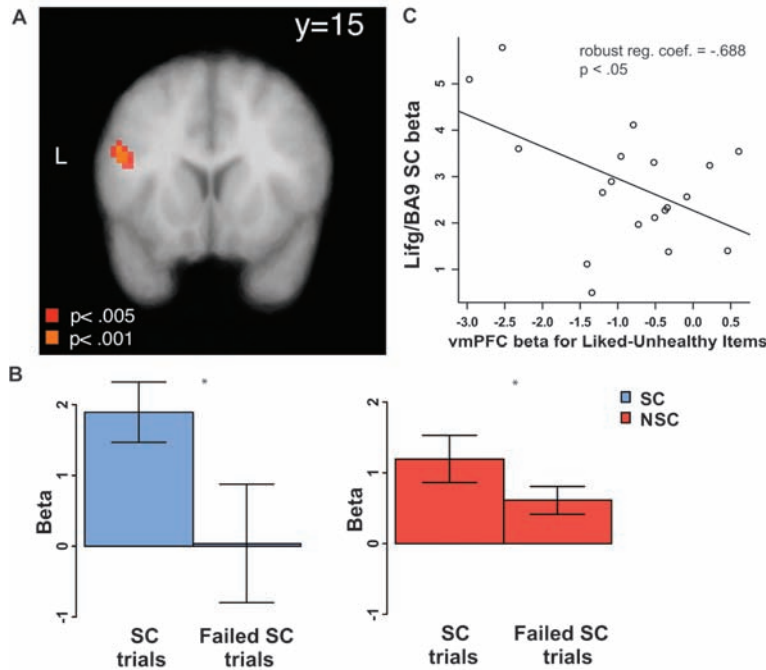 A
y=15
L
p< .005
p< .001
C
robust reg. coef. = -.688
p < .05
Lifg/BA9 SC beta
5
4
3
2
1
-3.0 -2.5 -2.0 -1.5 -1.0 -0.5 0.0 0.5
vmPFC beta for Liked-Unhealthy Items
B
*
Beta
2
1
0
-1
SC trials
Failed SC trials
*
SC
NSC
Beta
2
1
0
-1
SC trials
Failed SC trials